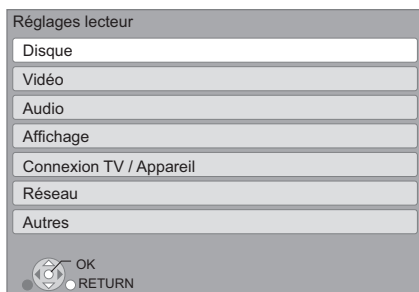 Réglages lecteur
Disque
Vidéo
Audio
Affichage
Connexion TV / Appareil
Réseau
Autres
OK
RETURN